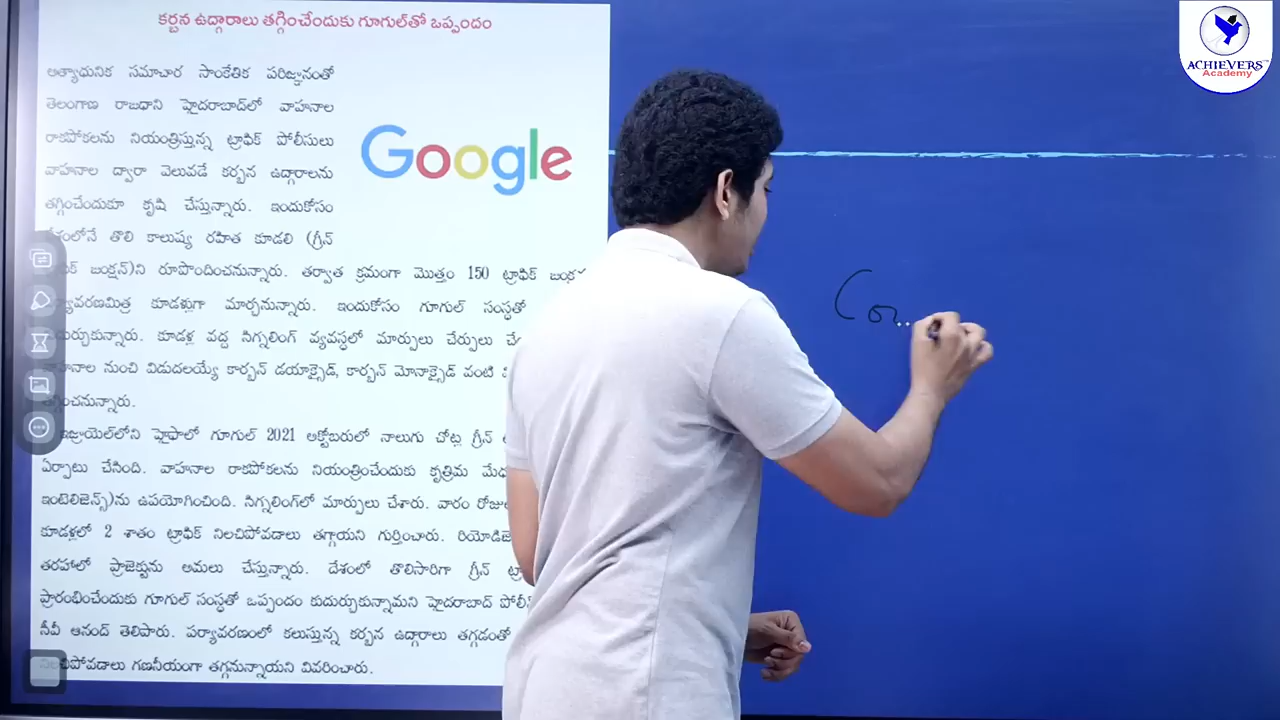 కర్బన ఉద్గారాలు తగ్గించేందుకు గూగుల్‌తో ఒప్పందం
అత్యాధునిక సమాచార సాంకేతిక పరిజ్ఞానంతో
తెలంగాణ రాజధాని హైదరాబాద్‌లో వాహనాల
రాకపోకలను నియంత్రిస్తున్న ట్రాఫిక్ పోలీసులు
వాహనాల ద్వారా వెలువడే కర్బన ఉద్గారాలను
తగ్గించేందుకూ కృషి చేస్తున్నారు. ఇందుకోసం
తొలి కాలుష్య రహిత కూడలి (గ్రీన్
జంక్షన్)ని రూపొందించనున్నారు. తర్వాత క్రమంగా మొత్తం 150 ట్రాఫిక్
కూడళ్లుగా మార్చనున్నారు. ఇందుకోసం గూగుల్ సంస్థతో
కూడళ్ల వద్ద సిగ్నలింగ్ వ్యవస్థలో మార్పులు చేర్పులు
నుంచి విడుదలయ్యే కార్బన్ డయాక్సైడ్, కార్బన్ మోనాక్సైడ్ వంటి
ఇజ్రాయెల్‌లోని హైఫాలో గూగుల్ 2021 అక్టోబరులో నాలుగు చోట్ల గ్రీన్
ఏర్పాటు చేసింది. వాహనాల రాకపోకలను నియంత్రించేందుకు కృత్రిమ
ఇంటెలిజెన్స్)ను ఉపయోగించింది. సిగ్నలింగ్‌లో మార్పులు చేశారు. వారం
కూడళ్లలో 2 శాతం ట్రాఫిక్ నిలచిపోవడాలు తగ్గాయని గుర్తించారు.
తరహాలో ప్రాజెక్టును అమలు చేస్తున్నారు. దేశంలో తొలిసారిగా గ్రీన్
ప్రారంభించేందుకు గూగుల్ సంస్థతో ఒప్పందం కుదుర్చుకున్నామని హైదరాబాద్
సీవీ ఆనంద్ తెలిపారు. పర్యావరణంలో కలుస్తున్న కర్బన ఉద్గారాలు తగ్గడంతో
గణనీయంగా తగ్గనున్నాయని వివరించారు.
Google
ACHIEVERS
Academy